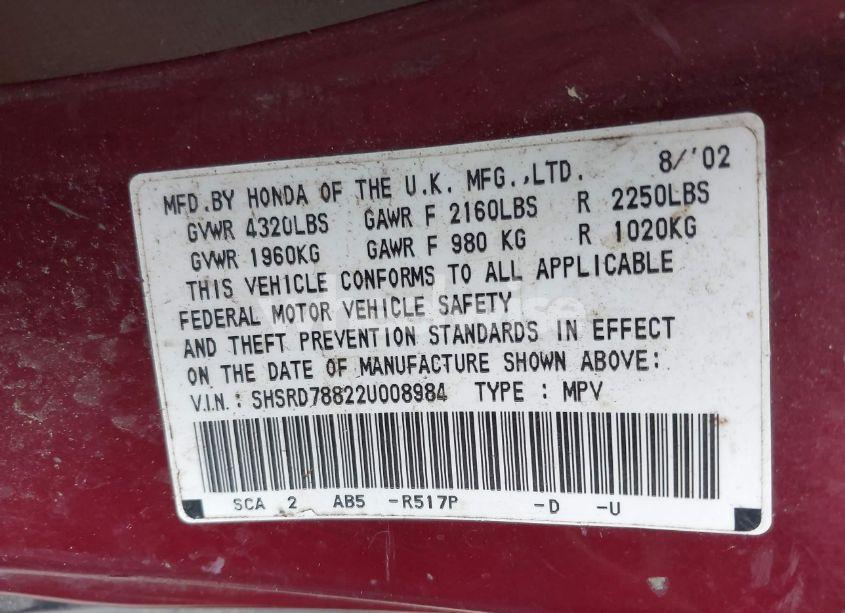 MFD.BY HONDA OF THE U.K. MFG.,LTD. 8/'02
GVWR 4320LBS GAWR F 2160LBS R 2250LBS
GVWR 1960KG GAWR F 980 KG R 1020KG
THIS VEHICLE CONFORMS TO ALL APPLICABLE
FEDERAL MOTOR VEHICLE SAFETY
AND THEFT PREVENTION STANDARDS IN EFFECT
ON THE DATE OF MANUFACTURE SHOWN ABOVE:
V.I.N.: SHSRD78822U008984 TYPE : MPV
SCA 2 AB5 -R517P -D -U